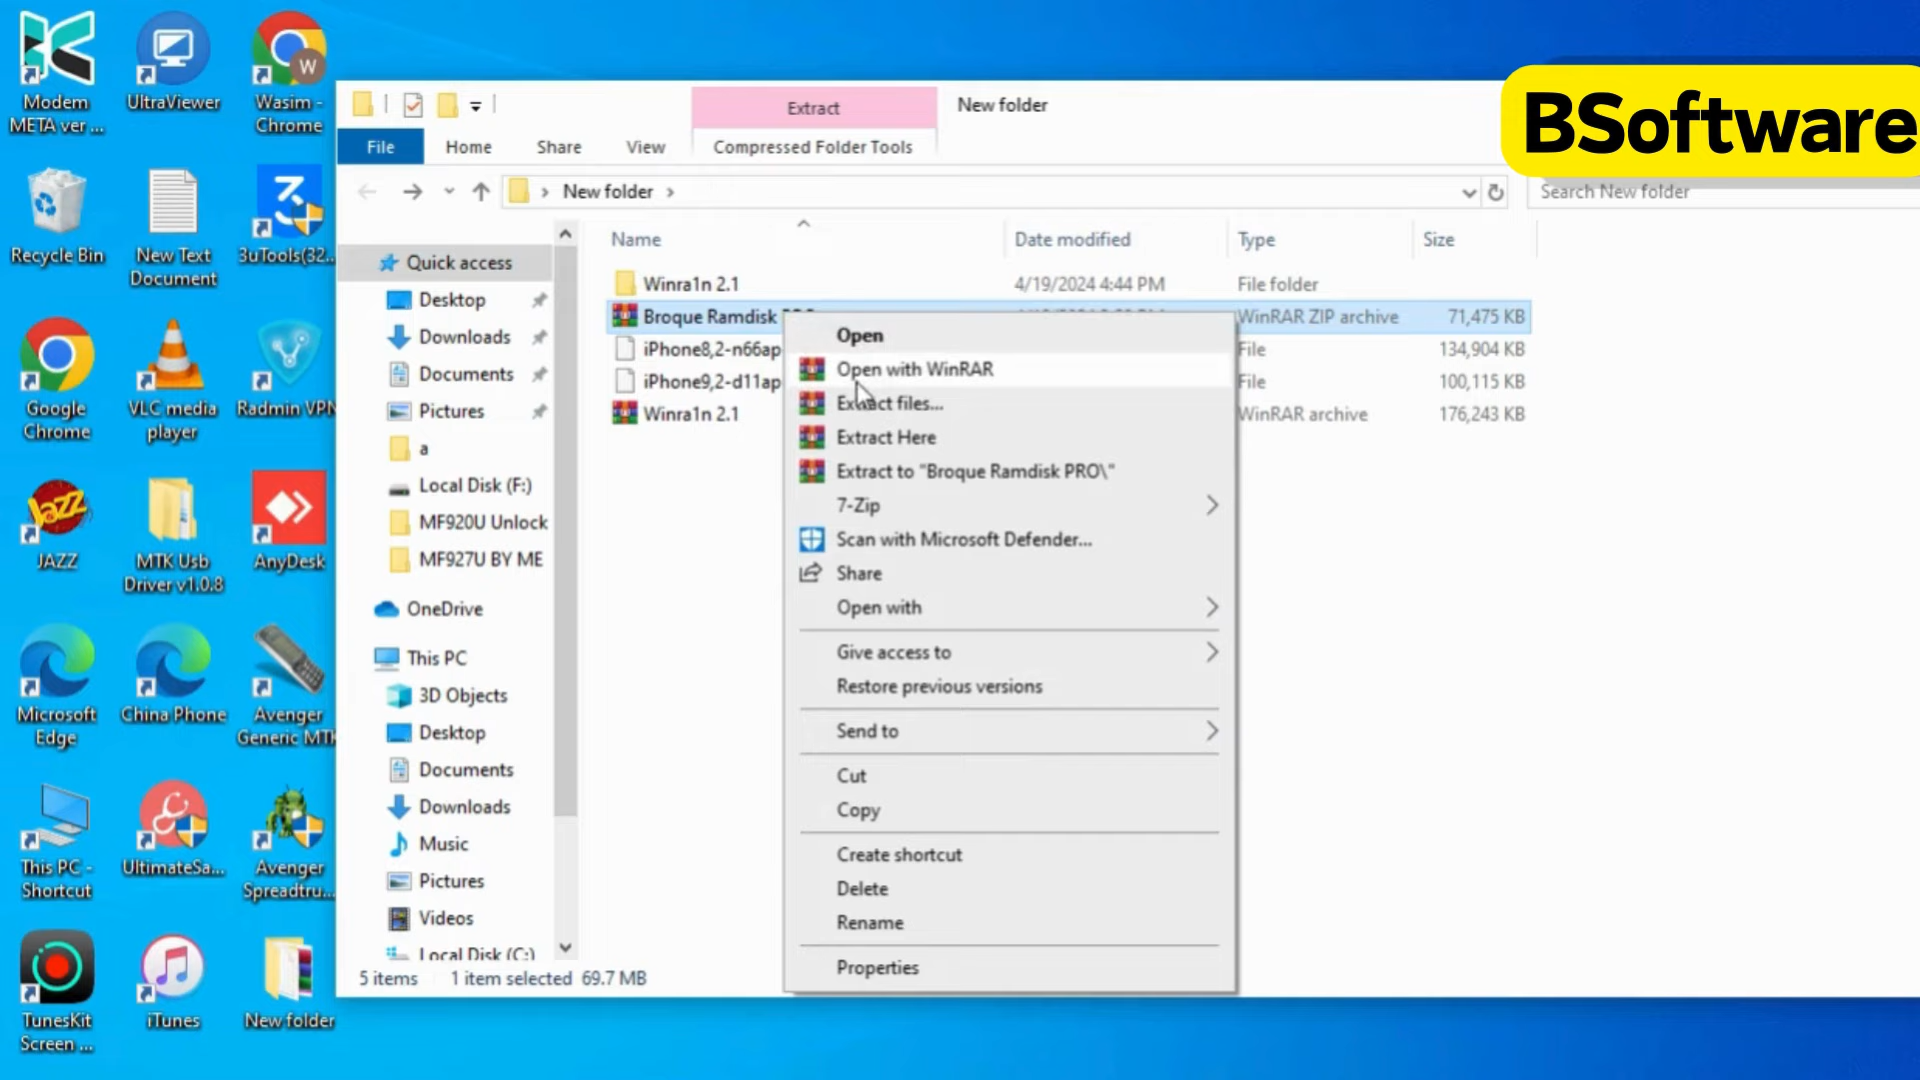 Modem
META ver ...
UltraViewer
W
Wasim -
Chrome
Recycle Bin
New Text
Document
3uTools(32...
Google
Chrome
VLC media
player
Radmin VPN
Jazz
JAZZ
MTK Usb
Driver v1.0.8
AnyDesk
Microsoft
Edge
China Phone
Avenger
Generic MTK
This PC -
Shortcut
UltimateSa...
Avenger
Spreadtru...
TunesKit
Screen ...
iTunes
New folder
Extract
New folder
BSoftware
File
Home
Share
View
Compressed Folder Tools
New folder
Search New folder
Name
Date modified
Type
Size
Quick access
Desktop
Downloads
Documents
Pictures
a
Local Disk (F:)
MF920U Unlock
MF927U BY ME
OneDrive
This PC
3D Objects
Desktop
Documents
Downloads
Music
Pictures
Videos
Local Disk (C:)
Winra1n 2.1 4/19/2024 4:44 PM File folder
Broque Ramdisk WinRAR ZIP archive 71,475 KB
iPhone8,2-n66ap File 134,904 KB
iPhone9,2-d11ap File 100,115 KB
Winra1n 2.1 WinRAR archive 176,243 KB
Open
Open with WinRAR
Extract files...
Extract Here
Extract to "Broque Ramdisk PRO\"
7-Zip
Scan with Microsoft Defender...
Share
Open with
Give access to
Restore previous versions
Send to
Cut
Copy
Create shortcut
Delete
Rename
Properties
5 items 1 item selected 69.7 MB